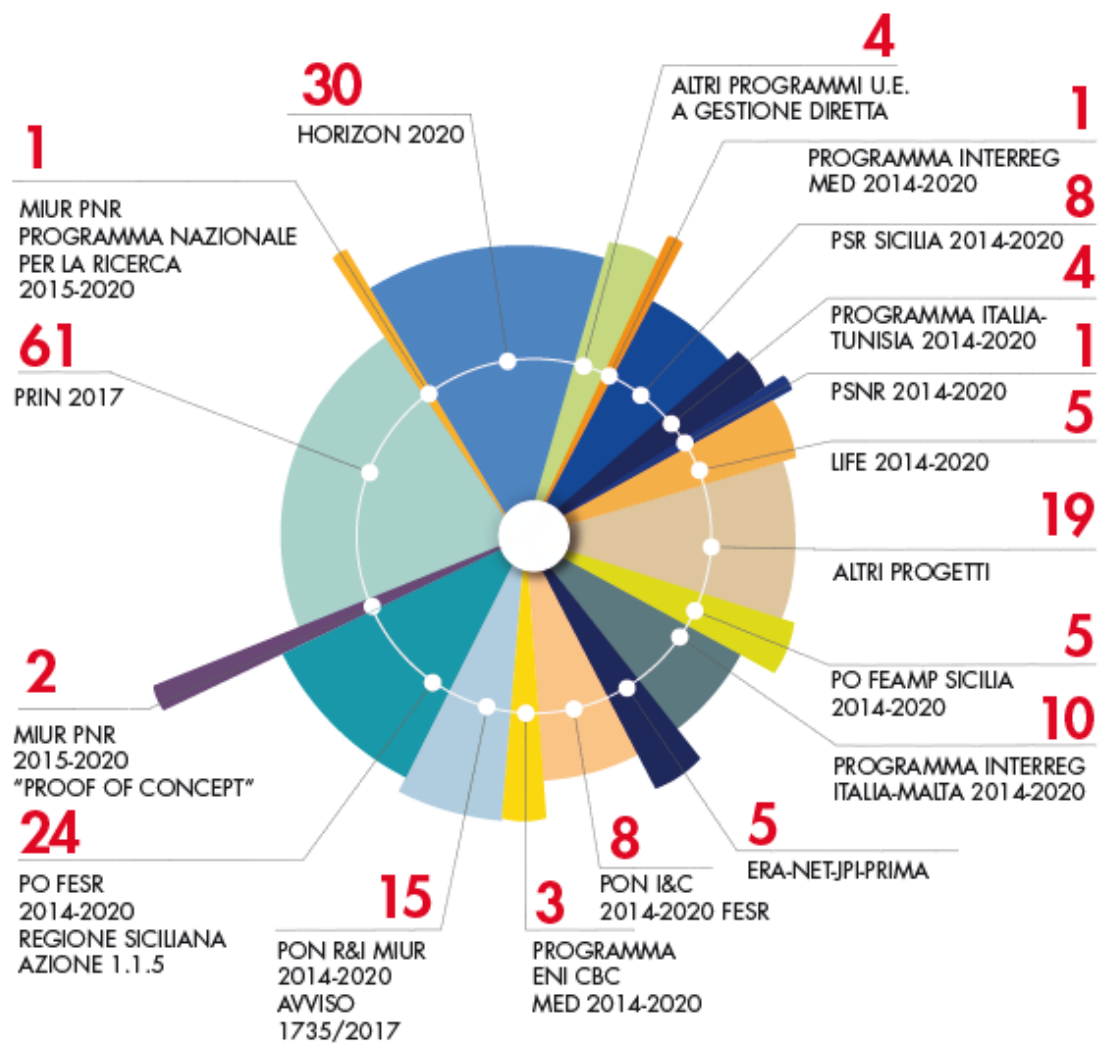 30
HORIZON 2020
4
ALTRI PROGRAMMI U.E.
A GESTIONE DIRETTA
1
PROGRAMMA INTERREG
MED 2014-2020
8
PSR SICILIA 2014-2020
4
PROGRAMMA ITALIA-
TUNISIA 2014-2020
1
PSNR 2014-2020
5
LIFE 2014-2020
19
ALTRI PROGETTI
5
PO FEAMP SICILIA
2014-2020
10
PROGRAMMA INTERREG
ITALIA-MALTA 2014-2020
5
ERA-NET-JPI-PRIMA
8
PON I&C
2014-2020 FESR
3
PROGRAMMA
ENI CBC
MED 2014-2020
15
PON R&I MIUR
2014-2020
AVVISO
1735/2017
24
PO FESR
2014-2020
REGIONE SICILIANA
AZIONE 1.1.5
2
MIUR PNR
2015-2020
"PROOF OF CONCEPT"
61
PRIN 2017
1
MIUR PNR
PROGRAMMA NAZIONALE
PER LA RICERCA
2015-2020